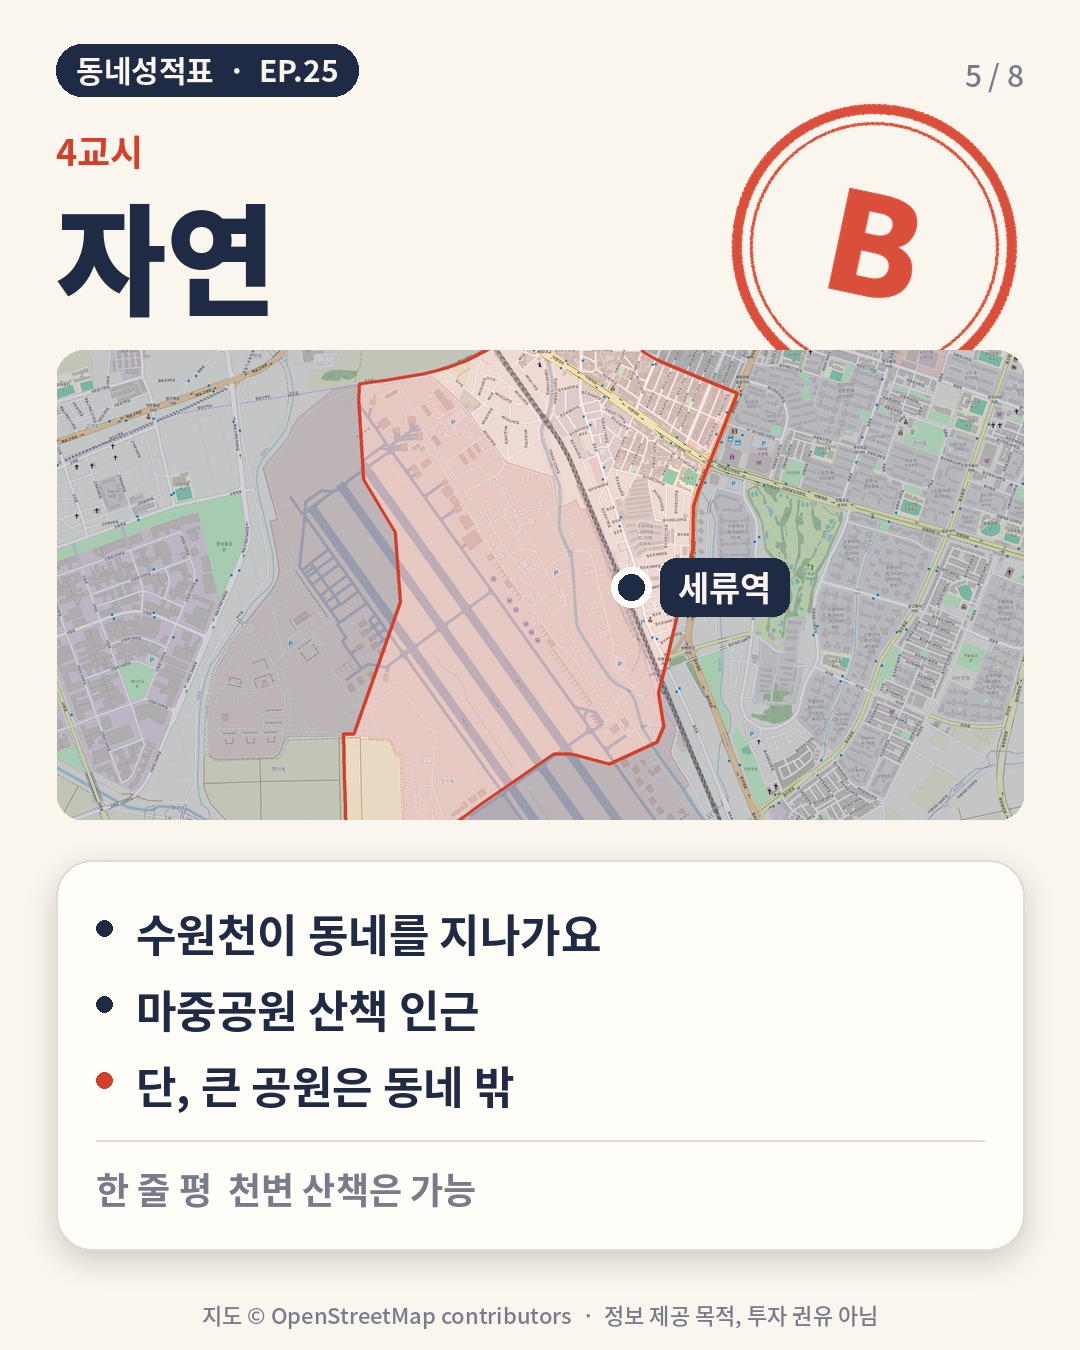 동네성적표 · EP.25
5 / 8
4교시
자연
B
세류역
수원천이 동네를 지나가요
마중공원 산책 인근
단, 큰 공원은 동네 밖
한 줄 평 천변 산책은 가능
지도 © OpenStreetMap contributors · 정보 제공 목적, 투자 권유 아님